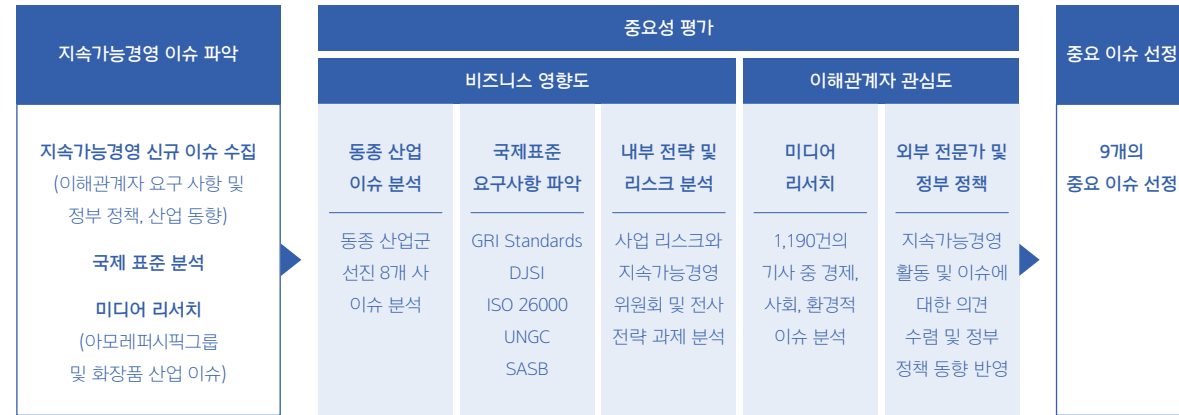 지속가능경영 이슈 파악
지속가능경영 신규 이슈 수집
(이해관계자 요구 사항 및
정부 정책, 산업 동향)
국제 표준 분석
미디어 리서치
(아모레퍼시픽그룹
및 화장품 산업 이슈)
중요성 평가
비즈니스 영향도
동종 산업
이슈 분석
동종 산업군
선진 8개 사
이슈 분석
국제표준
요구사항 파악
GRI Standards
DJSI
ISO 26000
UNGC
SASB
내부 전략 및
리스크 분석
사업 리스크와
지속가능경영
위원회 및 전사
전략 과제 분석
이해관계자 관심도
미디어
리서치
1,190건의
기사 중 경제,
사회, 환경적
이슈 분석
외부 전문가 및
정부 정책
지속가능경영
활동 및 이슈에
대한 의견
수렴 및 정부
정책 동향 반영
중요 이슈 선정
9개의
중요 이슈 선정